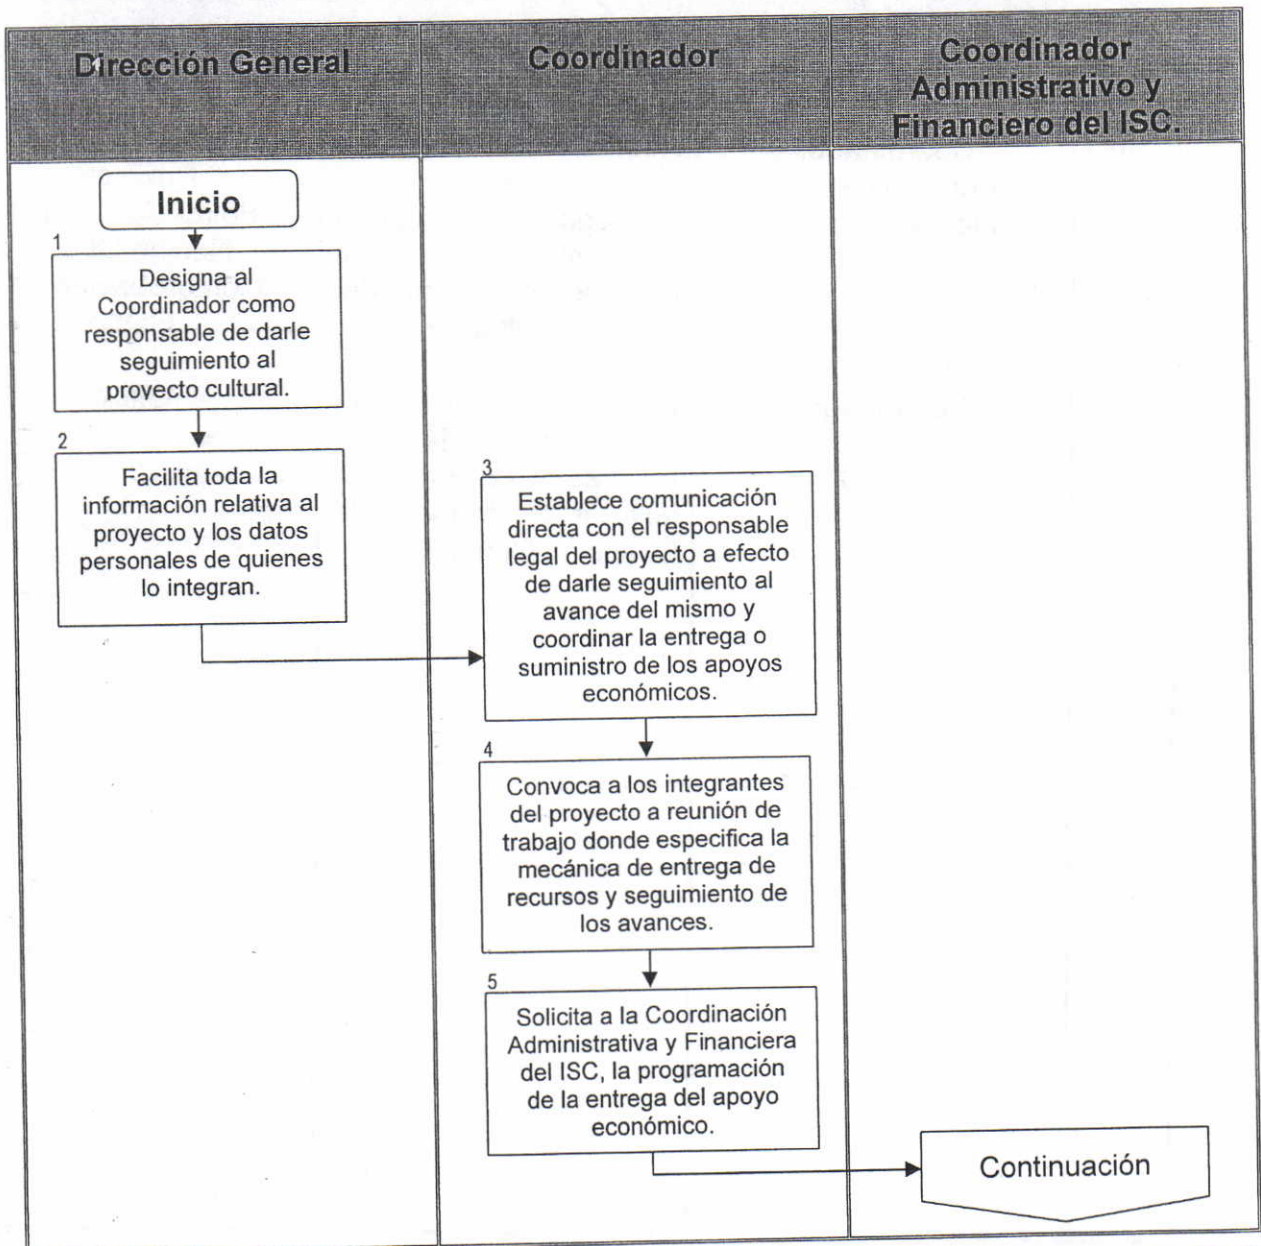 Dirección General
Coordinador
Coordinador
Administrativo y
Financiero del ISC.
Inicio
1
Designa al
Coordinador como
responsable de darle
seguimiento al
proyecto cultural.
2
Facilita toda la
información relativa al
proyecto y los datos
personales de quienes
lo integran.
3
Establece comunicación
directa con el responsable
legal del proyecto a efecto
de darle seguimiento al
avance del mismo y
coordinar la entrega o
suministro de los apoyos
económicos.
4
Convoca a los integrantes
del proyecto a reunión de
trabajo donde especifica la
mecánica de entrega de
recursos y seguimiento de
los avances.
5
Solicita a la Coordinación
Administrativa y Financiera
del ISC, la programación
de la entrega del apoyo
económico.
Continuación